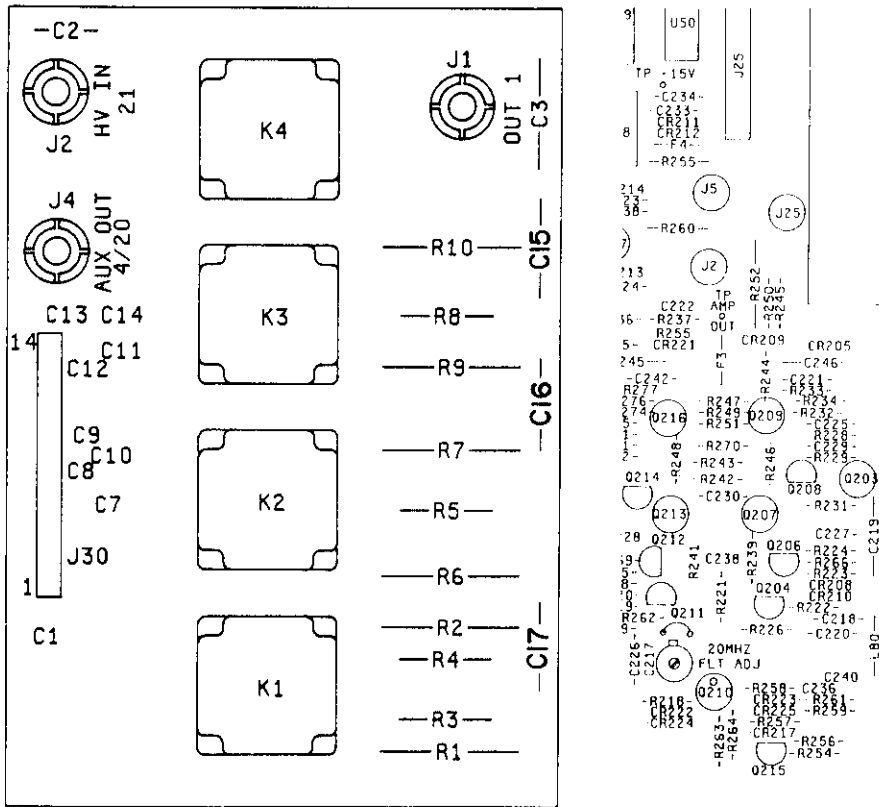 -C2-
J2
HV IN
21
K4
J1
OUT 1
C3
J4
AUX OUT
4/20
R10
C15
C13 C14
K3
R8
14
C11
C12
R9
C16
C9
C10
C8
R7
C7
K2
R5
J30
R6
1
C1
R2
C17
R4
K1
R3
R1
9
U50
J25
TP -15V
-C234-
-C233-
CR211
CR212
8
-F4-
-R255-
J5
J25
-R260-
J2
-R252-
-R250-
-R245-
TP
AMP
OUT
C222
-R237-
R255
CR221
CR209
CR205
-C246-
-F3-
-R244-
-C242-
-C221-
-R233-
R277
-R247-
-R234-
-R249-
-R232-
Q216
-R251-
Q209
-C225-
-R228-
-R270-
-C229-
-R229-
-R248-
-R243-
-R246-
Q214
-R242-
Q208
Q203
-C230-
-R231-
Q213
Q207
-C219-
Q212
C227-
R241
C238
-R239-
Q206
-R224-
-R266-
-R223-
CR208
CR210
-R221-
Q204
-R222-
Q211
-C218-
R262-
-R226-
-C220-
-C226-
C217
20MHZ
FLT ADJ
-L80-
C240
Q210
-R258- C236
-R218-
CR223 -R261-
CR222
CR225 -R259-
CR224
-R257-
-R263-
-R264-
CR217
-R256-
-R254-
Q215